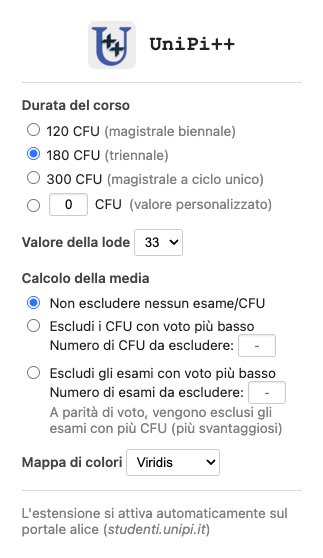 UniPi++
Durata del corso
120 CFU (magistrale biennale)
180 CFU (triennale)
300 CFU (magistrale a ciclo unico)
0 CFU (valore personalizzato)
Valore della lode 33
Calcolo della media
Non escludere nessun esame/CFU
Escludi i CFU con voto più basso
Numero di CFU da escludere: -
Escludi gli esami con voto più basso
Numero di esami da escludere: -
A parità di voto, vengono esclusi gli
esami con più CFU (più svantaggiosi)
Mappa di colori Viridis
L'estensione si attiva automaticamente sul
portale alice (studenti.unipi.it)